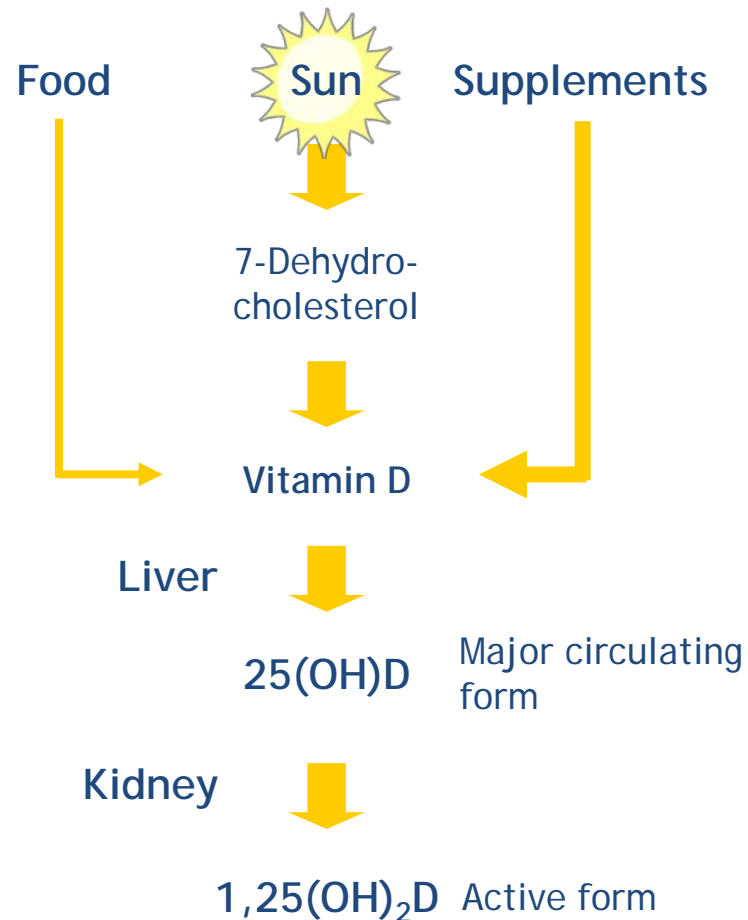 Food
Sun
Supplements
7-Dehydro-
cholesterol
Vitamin D
Liver
25(OH)D
Major circulating
form
Kidney
1,25(OH)₂D
Active form